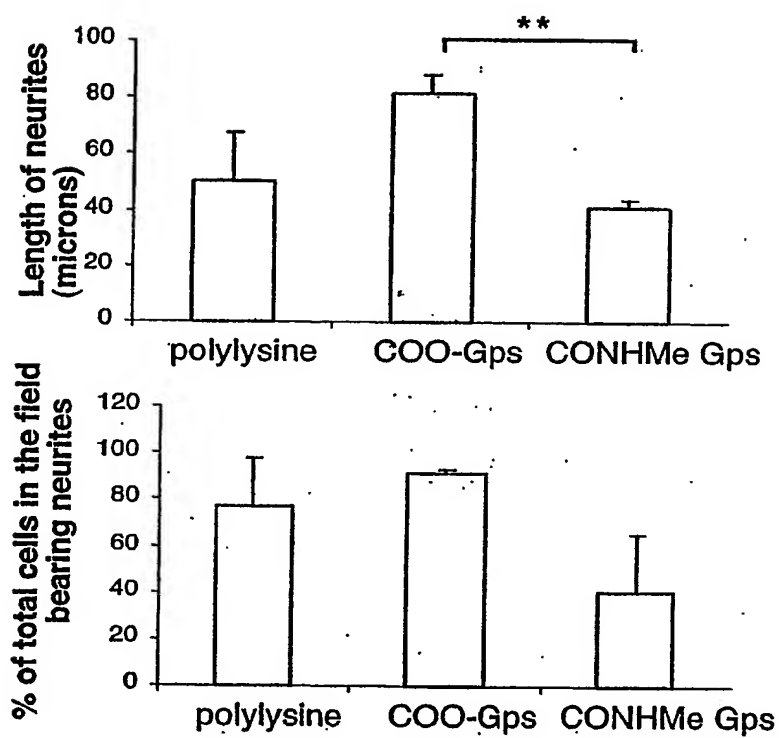 **
Length of neurites
(microns)
100
80
60
40
20
0
polylysine COO-Gps CONHMe Gps
% of total cells in the field
bearing neurites
120
100
80
60
40
20
0
polylysine COO-Gps CONHMe Gps